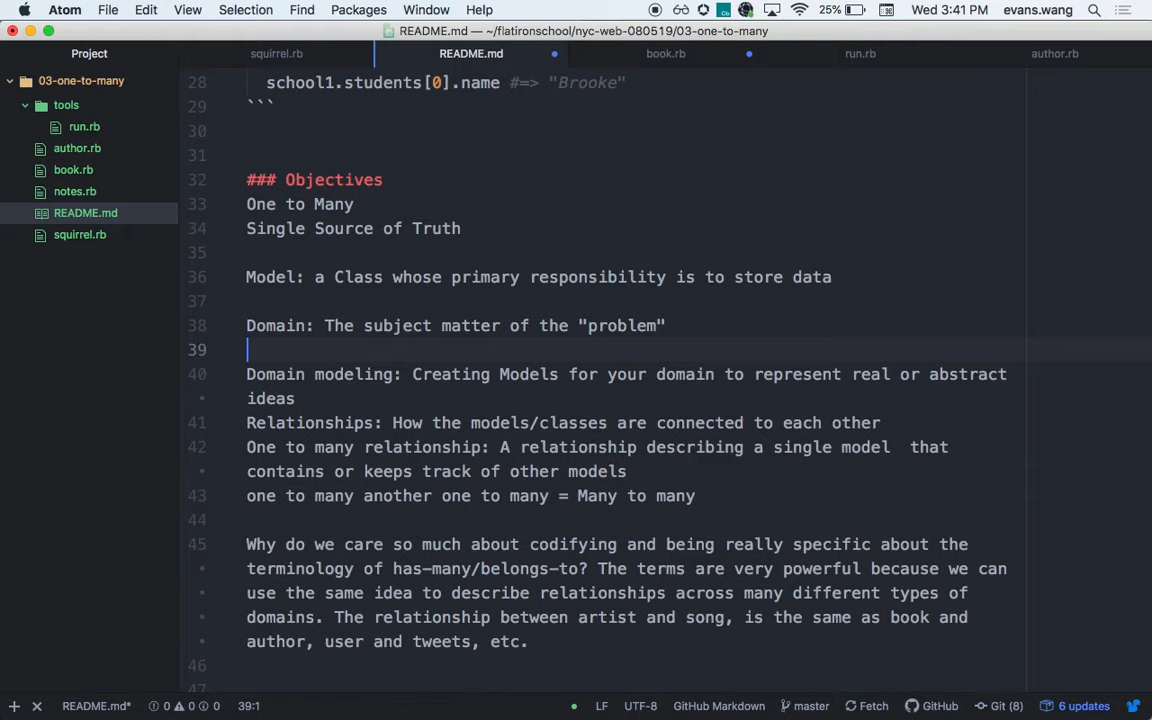 Atom File Edit View Selection Find Packages Window Help 25% Wed 3:41 PM evans.wang
README.md — ~/flatironschool/nyc-web-080519/03-one-to-many
Project squirrel.rb README.md book.rb run.rb author.rb
03-one-to-many
tools
run.rb
author.rb
book.rb
notes.rb
README.md
squirrel.rb
28 school1.students[0].name #=> "Brooke"
29 ```
30
31
32 ### Objectives
33 One to Many
34 Single Source of Truth
35
36 Model: a Class whose primary responsibility is to store data
37
38 Domain: The subject matter of the "problem"
39
40 Domain modeling: Creating Models for your domain to represent real or abstract
• ideas
41 Relationships: How the models/classes are connected to each other
42 One to many relationship: A relationship describing a single model  that
• contains or keeps track of other models
43 one to many another one to many = Many to many
44
45 Why do we care so much about codifying and being really specific about the
• terminology of has-many/belongs-to? The terms are very powerful because we can
• use the same idea to describe relationships across many different types of
• domains. The relationship between artist and song, is the same as book and
• author, user and tweets, etc.
46
47
README.md* 0 0 0 39:1 LF UTF-8 GitHub Markdown master Fetch GitHub Git (8) 6 updates